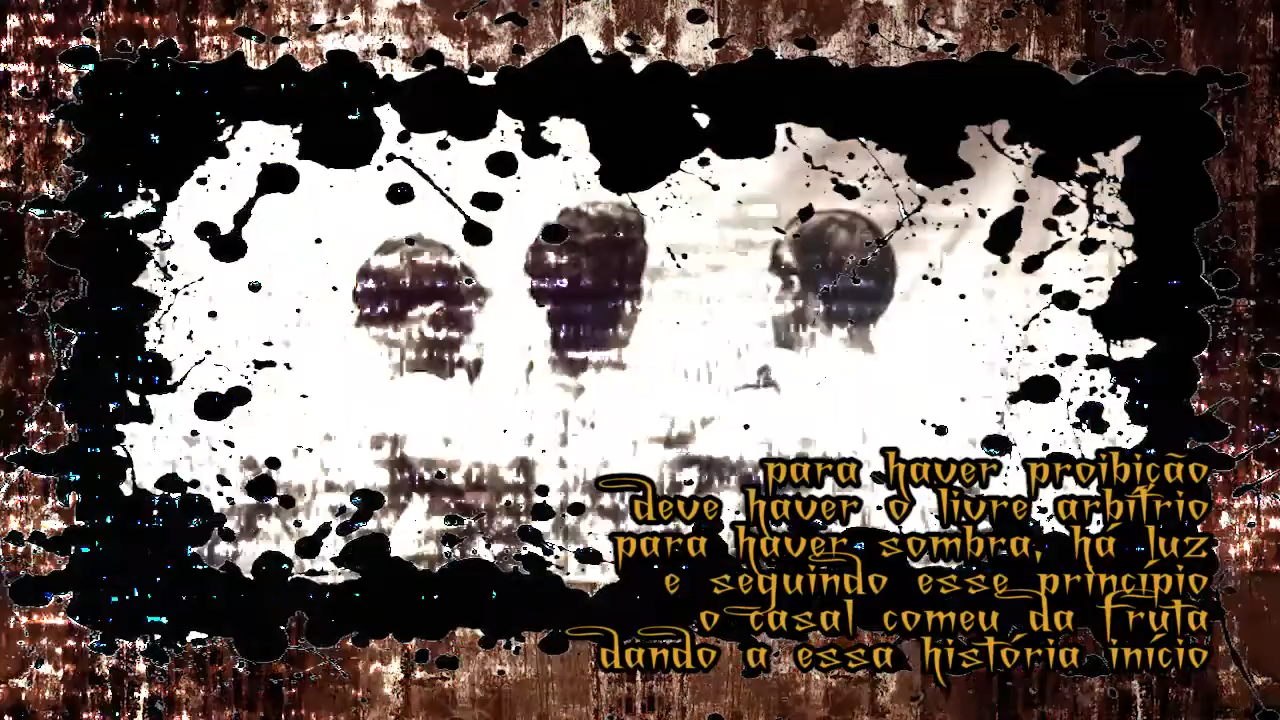 para haver proibição
deve haver o livre arbítrio
para haver sombra, há luz
e seguindo esse princípio
o casal comeu da fruta
dando a essa história início